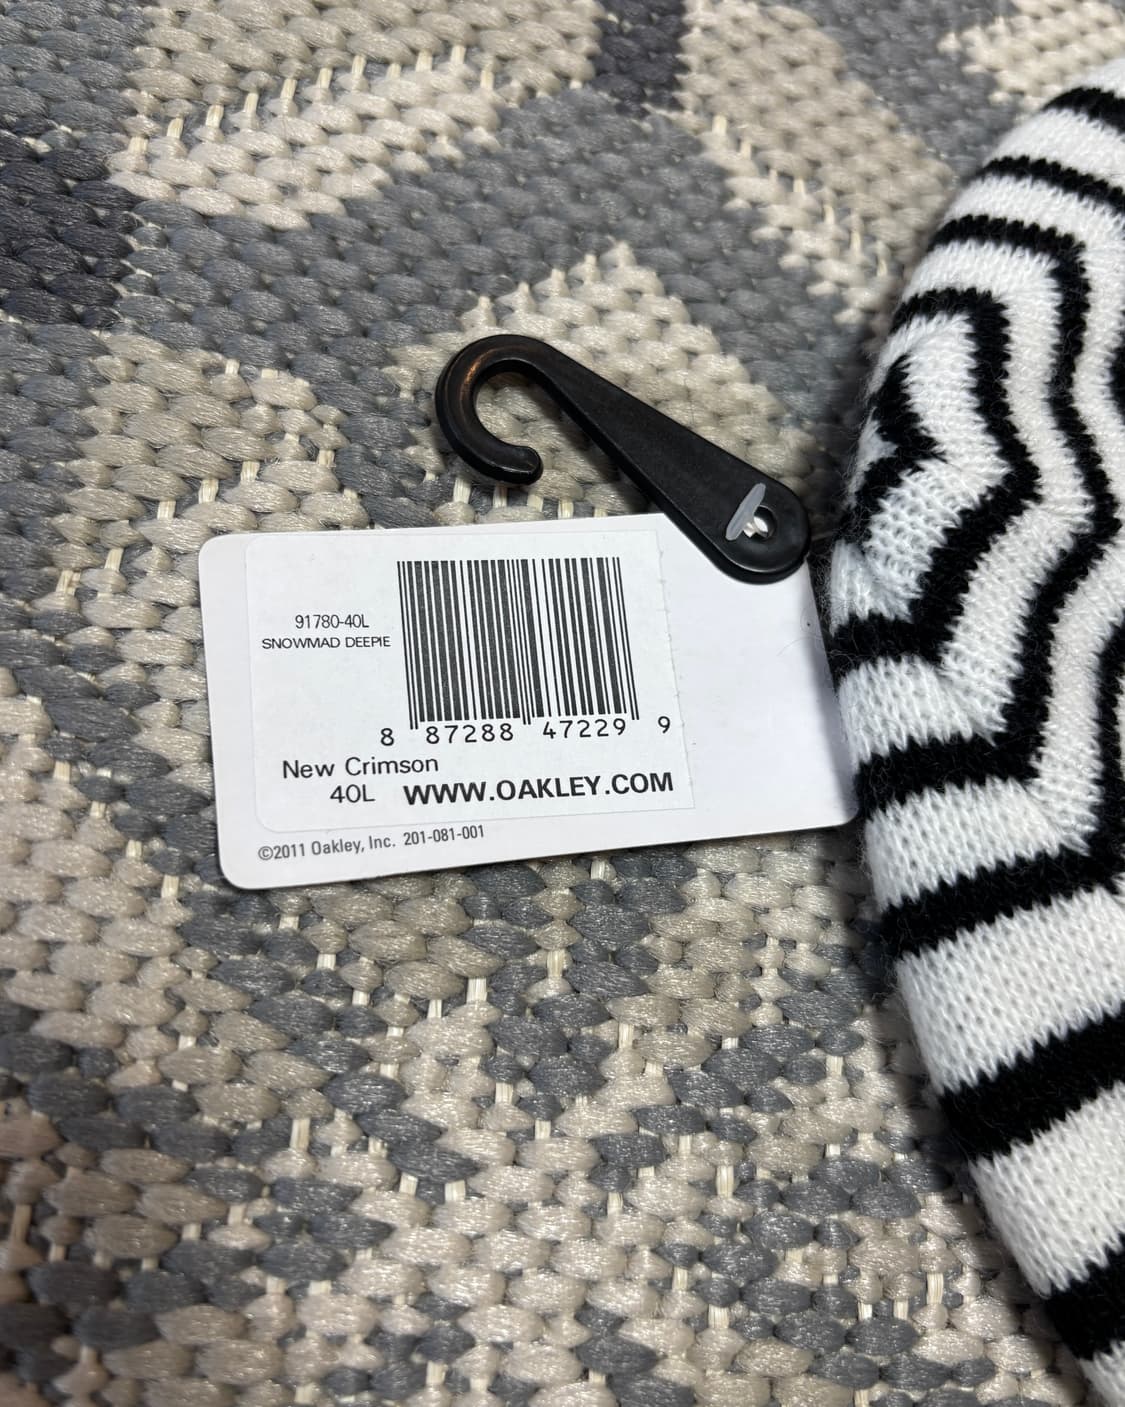 91780-40L
SNOWMAD DEEPIE
8 87288 47229 9
New Crimson
40L WWW.OAKLEY.COM
©2011 Oakley, Inc. 201-081-001